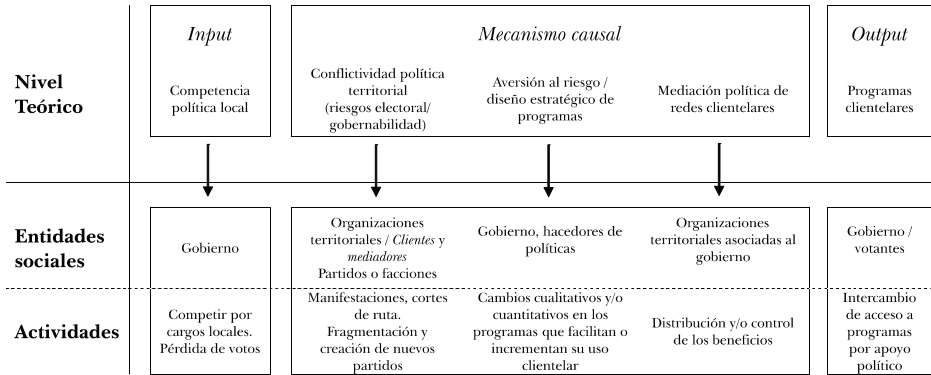 Input
Mecanismo causal
Output
Nivel
Teórico
Competencia
política local
Conflictividad política
territorial
(riesgos electoral/
gobernabilidad)
Aversión al riesgo /
diseño estratégico de
programas
Mediación política de
redes clientelares
Programas
clientelares
Entidades
sociales
Gobierno
Organizaciones
territoriales / Clientes y
mediadores
Partidos o facciones
Gobierno, hacedores de
políticas
Organizaciones
territoriales asociadas al
gobierno
Gobierno /
votantes
Actividades
Competir por
cargos locales.
Pérdida de votos
Manifestaciones, cortes
de ruta.
Fragmentación y
creación de nuevos
partidos
Cambios cualitativos y/o
cuantitativos en los
programas que facilitan o
incrementan su uso
clientelar
Distribución y/o control
de los beneficios
Intercambio
de acceso a
programas
por apoyo
político